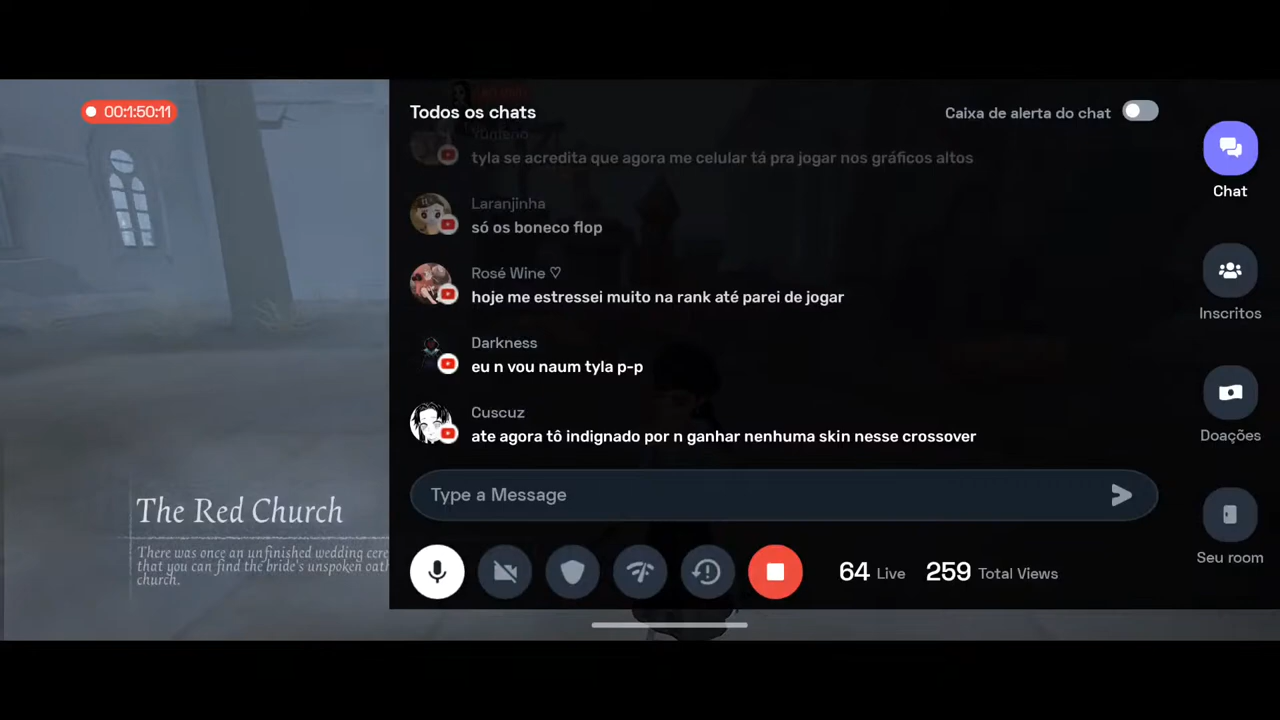 00:1:50:11
Todos os chats
Caixa de alerta do chat
Yumeno
tyla se acredita que agora me celular tá pra jogar nos gráficos altos
Laranjinha
só os boneco flop
Rosé Wine ♡
hoje me estressei muito na rank até parei de jogar
Darkness
eu n vou naum tyla p-p
Cuscuz
ate agora tô indignado por n ganhar nenhuma skin nesse crossover
Type a Message
64 Live 259 Total Views
Chat
Inscritos
Doações
Seu room
The Red Church
There was once an unfinished wedding cere
that you can find the bride's unspoken oath
church.